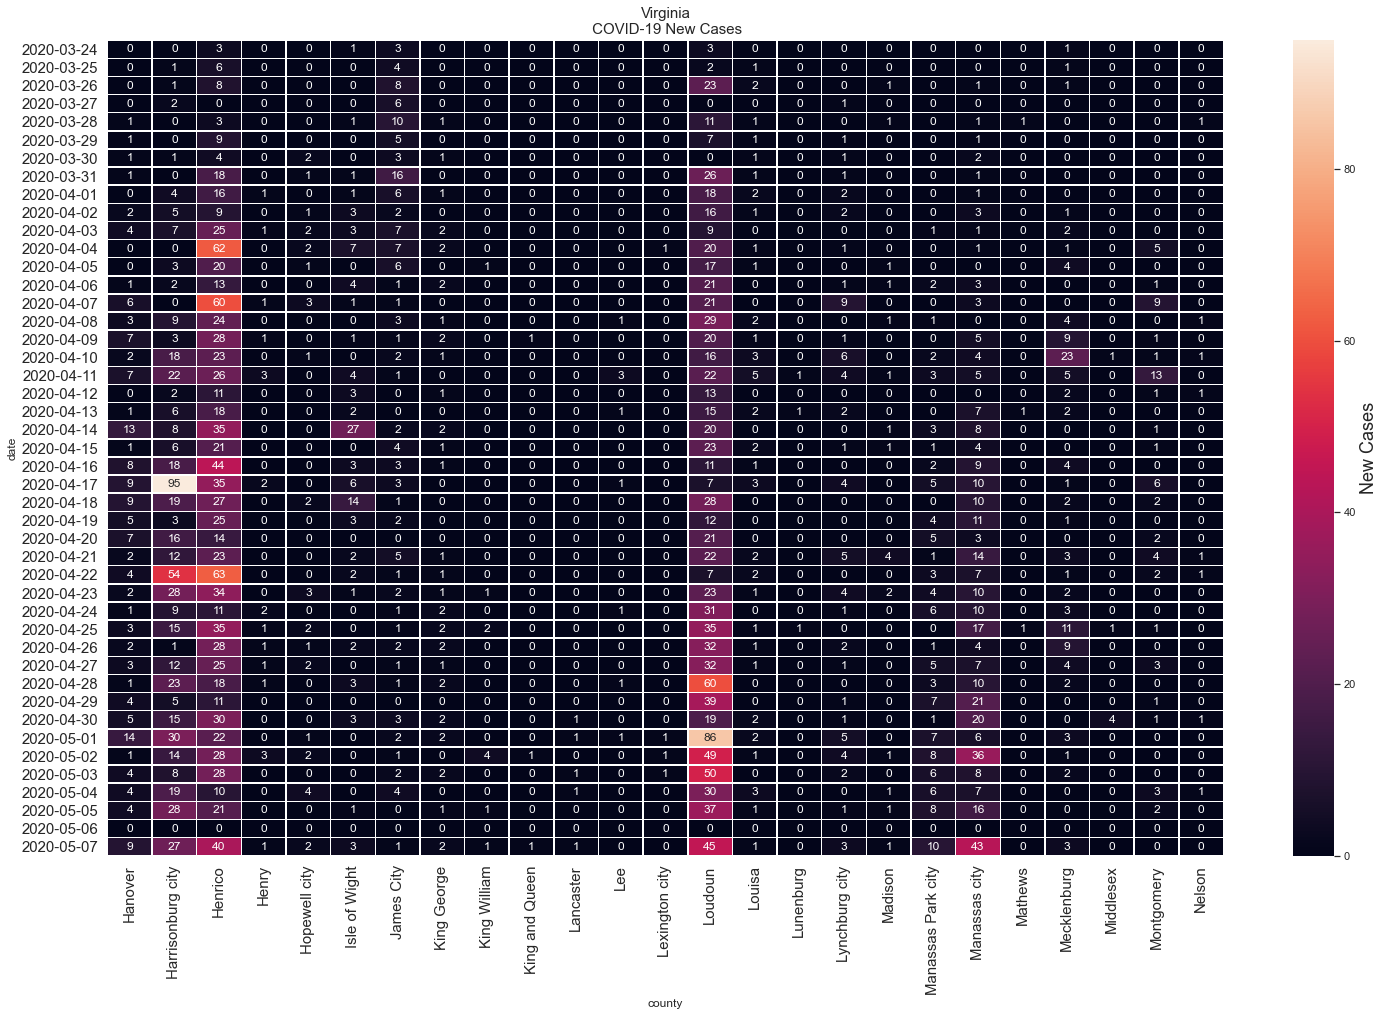 Virginia
COVID-19 New Cases
2020-03-24 0 0 3 0 0 1 3 0 0 0 0 0 0 3 0 0 0 0 0 0 0 1 0 0 0
2020-03-25 0 1 6 0 0 0 4 0 0 0 0 0 0 2 1 0 0 0 0 0 0 1 0 0 0
2020-03-26 0 1 8 0 0 0 8 0 0 0 0 0 0 23 2 0 0 1 0 1 0 1 0 0 0
2020-03-27 0 2 0 0 0 0 6 0 0 0 0 0 0 0 0 0 1 0 0 0 0 0 0 0 0
2020-03-28 1 0 3 0 0 1 10 1 0 0 0 0 0 11 1 0 0 1 0 1 1 0 0 0 1
2020-03-29 1 0 9 0 0 0 5 0 0 0 0 0 0 7 1 0 1 0 0 1 0 0 0 0 0
2020-03-30 1 1 4 0 2 0 3 1 0 0 0 0 0 0 1 0 1 0 0 2 0 0 0 0 0
2020-03-31 1 0 18 0 1 1 16 0 0 0 0 0 0 26 1 0 1 0 0 1 0 0 0 0 0
2020-04-01 0 4 16 1 0 1 6 1 0 0 0 0 0 18 2 0 2 0 0 1 0 0 0 0 0
2020-04-02 2 5 9 0 1 3 2 0 0 0 0 0 0 16 1 0 2 0 0 3 0 1 0 0 0
2020-04-03 4 7 25 1 2 3 7 2 0 0 0 0 0 9 0 0 0 0 1 1 0 2 0 0 0
2020-04-04 0 0 62 0 2 7 7 2 0 0 0 0 1 20 1 0 1 0 0 1 0 1 0 5 0
2020-04-05 0 3 20 0 1 0 6 0 1 0 0 0 0 17 1 0 0 1 0 0 0 4 0 0 0
2020-04-06 1 2 13 0 0 4 1 2 0 0 0 0 0 21 0 0 1 1 2 3 0 0 0 1 0
2020-04-07 6 0 60 1 3 1 1 0 0 0 0 0 0 21 0 0 9 0 0 3 0 0 0 9 0
2020-04-08 3 9 24 0 0 0 3 1 0 0 0 1 0 29 2 0 0 1 1 0 0 4 0 0 1
2020-04-09 7 3 28 1 0 1 1 2 0 1 0 0 0 20 1 0 1 0 0 5 0 9 0 1 0
2020-04-10 2 18 23 0 1 0 2 1 0 0 0 0 0 16 3 0 6 0 2 4 0 23 1 1 1
2020-04-11 7 22 26 3 0 4 1 0 0 0 0 3 0 22 5 1 4 1 3 5 0 5 0 13 0
2020-04-12 0 2 11 0 0 3 0 1 0 0 0 0 0 13 0 0 0 0 0 0 0 2 0 1 1
2020-04-13 1 6 18 0 0 2 0 0 0 0 0 1 0 15 2 1 2 0 0 7 1 2 0 0 0
2020-04-14 13 8 35 0 0 27 2 2 0 0 0 0 0 20 0 0 0 1 3 8 0 0 0 1 0
2020-04-15 1 6 21 0 0 0 4 1 0 0 0 0 0 23 2 0 1 1 1 4 0 0 0 1 0
2020-04-16 8 18 44 0 0 3 3 1 0 0 0 0 0 11 1 0 0 0 2 9 0 4 0 0 0
2020-04-17 9 95 35 2 0 6 3 0 0 0 0 1 0 7 3 0 4 0 5 10 0 1 0 6 0
2020-04-18 9 19 27 0 2 14 1 0 0 0 0 0 0 28 0 0 0 0 0 10 0 2 0 2 0
2020-04-19 5 3 25 0 0 3 2 0 0 0 0 0 0 12 0 0 0 0 4 11 0 1 0 0 0
2020-04-20 7 16 14 0 0 0 0 0 0 0 0 0 0 21 0 0 0 0 5 3 0 0 0 2 0
2020-04-21 2 12 23 0 0 2 5 1 0 0 0 0 0 22 2 0 5 4 1 14 0 3 0 4 1
2020-04-22 4 54 63 0 0 2 1 1 0 0 0 0 0 7 2 0 0 0 3 7 0 1 0 2 1
2020-04-23 2 28 34 0 3 1 2 1 1 0 0 0 0 23 1 0 4 2 4 10 0 2 0 0 0
2020-04-24 1 9 11 2 0 0 1 2 0 0 0 1 0 31 0 0 1 0 6 10 0 3 0 0 0
2020-04-25 3 15 35 1 2 0 1 2 2 0 0 0 0 35 1 1 0 0 0 17 1 11 1 1 0
2020-04-26 2 1 28 1 1 2 2 2 0 0 0 0 0 32 1 0 2 0 1 4 0 9 0 0 0
2020-04-27 3 12 25 1 2 0 1 1 0 0 0 0 0 32 1 0 1 0 5 7 0 4 0 3 0
2020-04-28 1 23 18 1 0 3 1 2 0 0 0 1 0 60 0 0 0 0 3 10 0 2 0 0 0
2020-04-29 4 5 11 0 0 0 0 0 0 0 0 0 0 39 0 0 1 0 7 21 0 0 0 1 0
2020-04-30 5 15 30 0 0 3 3 2 0 0 1 0 0 19 2 0 1 0 1 20 0 0 4 1 1
2020-05-01 14 30 22 0 1 0 2 2 0 0 1 1 1 86 2 0 5 0 7 6 0 3 0 0 0
2020-05-02 1 14 28 3 2 0 1 0 4 1 0 0 1 49 1 0 4 1 8 36 0 1 0 0 0
2020-05-03 4 8 28 0 0 0 2 2 0 0 1 0 1 50 0 0 2 0 6 8 0 2 0 0 0
2020-05-04 4 19 10 0 4 0 4 0 0 0 1 0 0 30 3 0 0 1 6 7 0 0 0 3 1
2020-05-05 4 28 21 0 0 1 0 1 1 0 0 0 0 37 1 0 1 1 8 16 0 0 0 2 0
2020-05-06 0 0 0 0 0 0 0 0 0 0 0 0 0 0 0 0 0 0 0 0 0 0 0 0 0
2020-05-07 9 27 40 1 2 3 1 2 1 1 1 0 0 45 1 0 3 1 10 43 0 3 0 0 0
date
Hanover
Harrisonburg city
Henrico
Henry
Hopewell city
Isle of Wight
James City
King George
King William
King and Queen
Lancaster
Lee
Lexington city
Loudoun
Louisa
Lunenburg
Lynchburg city
Madison
Manassas Park city
Manassas city
Mathews
Mecklenburg
Middlesex
Montgomery
Nelson
county
80
60
40
20
0
New Cases